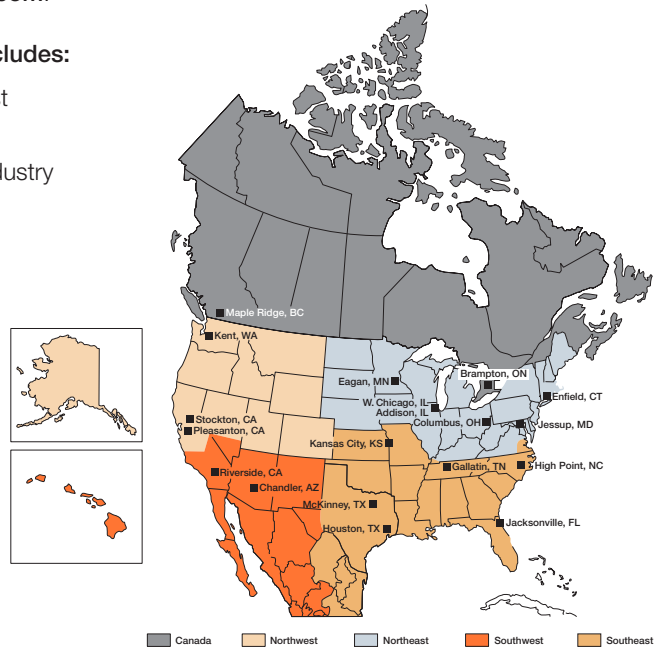 cludes:
st
dustry
Maple Ridge, BC
Kent, WA
Eagan, MN
Brampton, ON
W. Chicago, IL
Addison, IL
Enfield, CT
Stockton, CA
Pleasanton, CA
Columbus, OH
Jessup, MD
Kansas City, KS
Riverside, CA
Gallatin, TN
High Point, NC
Chandler, AZ
McKinney, TX
Houston, TX
Jacksonville, FL
Canada
Northwest
Northeast
Southwest
Southeast